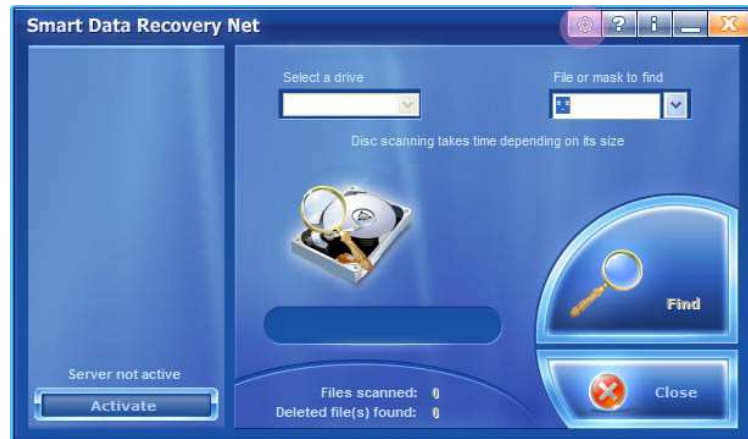 Smart Data Recovery Net
? i
Select a drive
File or mask to find
*.*
Disc scanning takes time depending on its size
Find
Server not active
Activate
Files scanned: 0
Deleted file(s) found: 0
Close